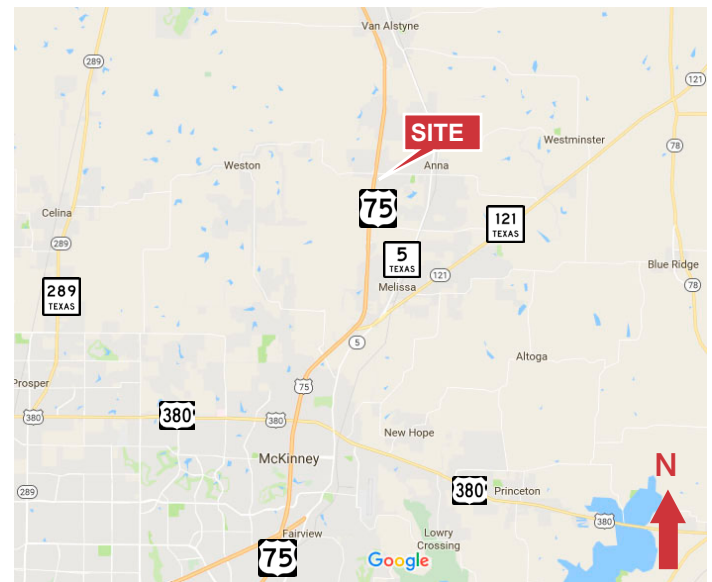 Van Alstyne
289
121
SITE
Westminster
78
Weston
Anna
75
Celina
121
TEXAS
289
5
TEXAS
Blue Ridge
121
78
289
TEXAS
Melissa
5
Altoga
Prosper
75
380
380
380
New Hope
McKinney
N
289
380
Princeton
380
Fairview
Lowry
Crossing
75
Google